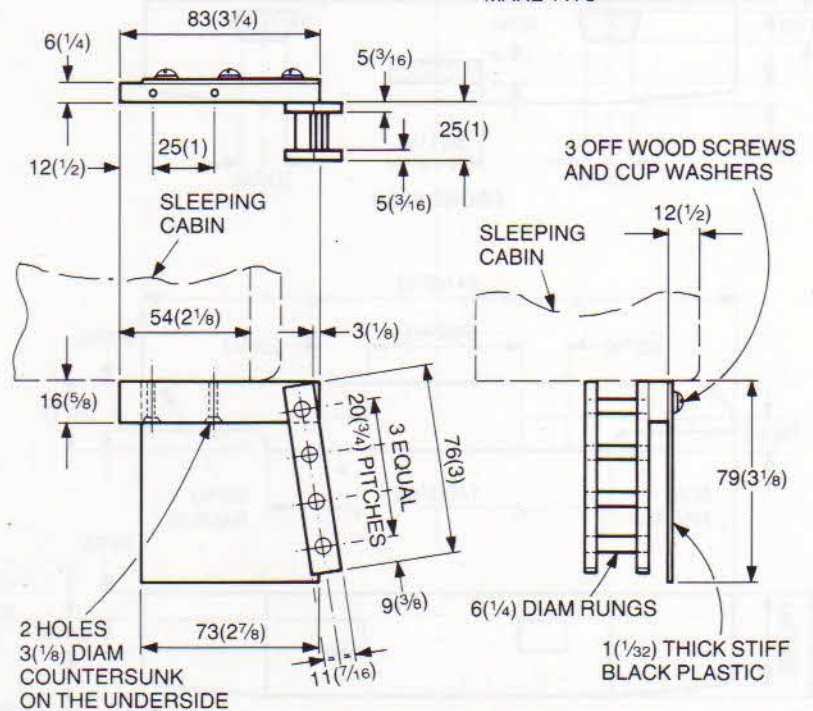 83(3¼)
6(¼)
5(3/16)
25(1)
25(1)
12(½)
5(3/16)
3 OFF WOOD SCREWS
AND CUP WASHERS
SLEEPING
CABIN
SLEEPING
CABIN
12(½)
54(2⅛)
3(⅛)
16(⅝)
3 EQUAL
20(¾) PITCHES
76(3)
79(3⅛)
9(⅜)
6(¼) DIAM RUNGS
2 HOLES
3(⅛) DIAM
COUNTERSUNK
ON THE UNDERSIDE
73(2⅞)
11(7/16)
1(1/32) THICK STIFF
BLACK PLASTIC